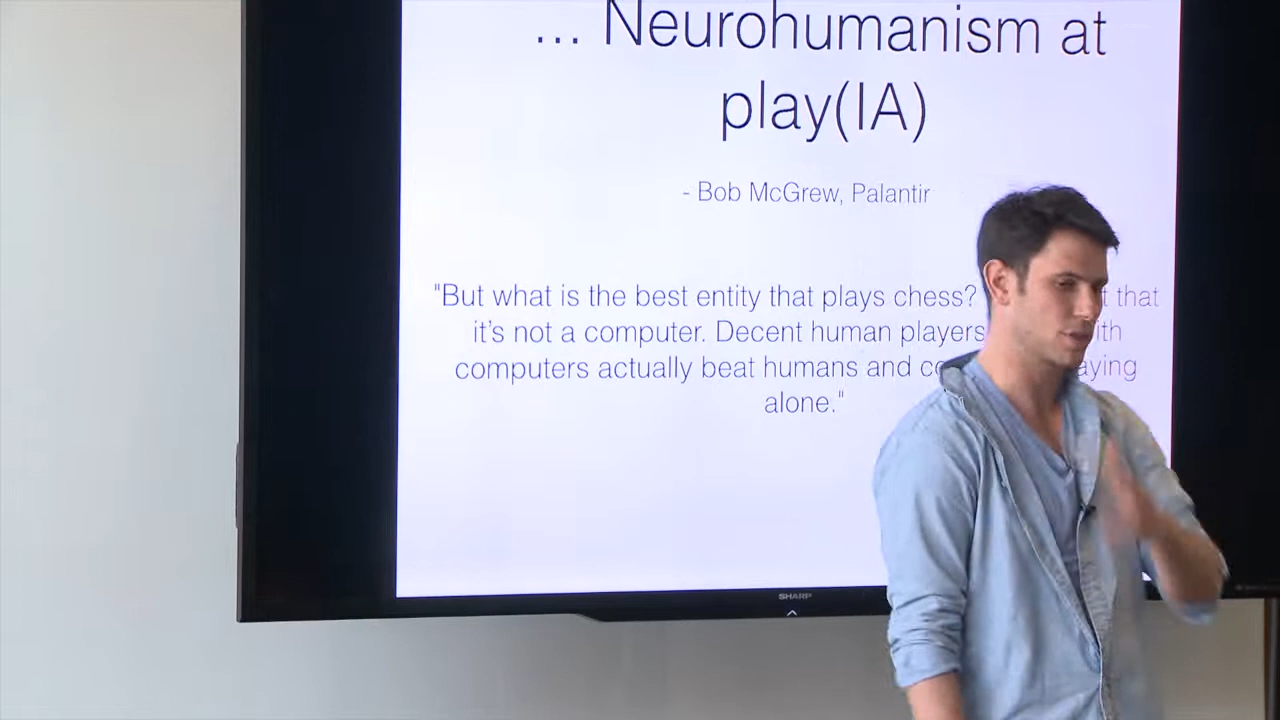 ... Neurohumanism at
play(IA)
- Bob McGrew, Palantir
"But what is the best entity that plays chess? t that
it's not a computer. Decent human players ith
computers actually beat humans and co aying
alone."
SHARP